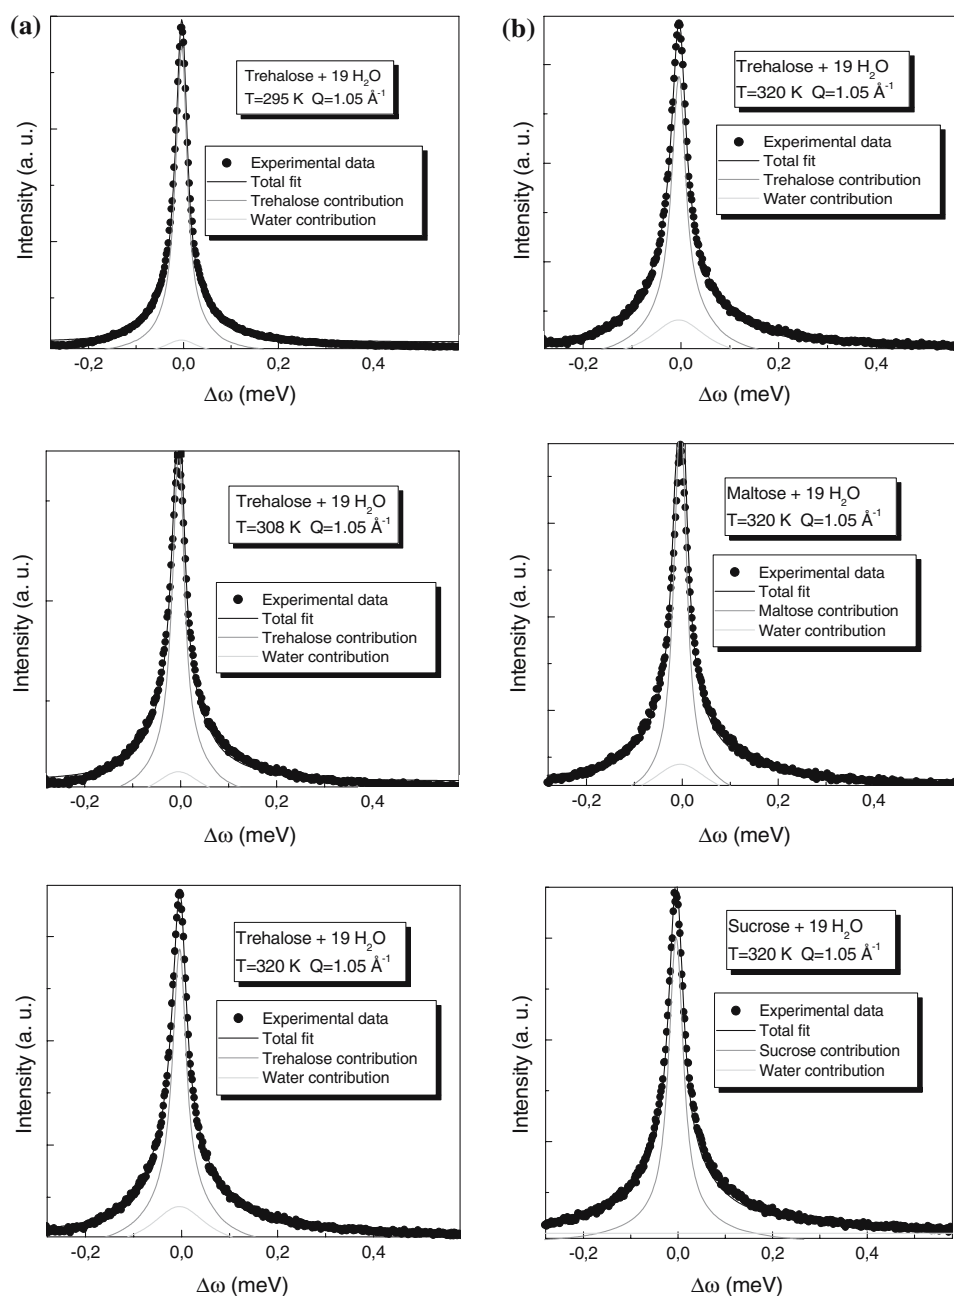 (a)
Trehalose + 19 H₂O
T=295 K Q=1.05 Å⁻¹
Experimental data
Total fit
Trehalose contribution
Water contribution
Intensity (a. u.)
-0,2 0,0 0,2 0,4
Δω (meV)
Trehalose + 19 H₂O
T=308 K Q=1.05 Å⁻¹
Experimental data
Total fit
Trehalose contribution
Water contribution
Intensity (a. u.)
-0,2 0,0 0,2 0,4
Δω (meV)
Trehalose + 19 H₂O
T=320 K Q=1.05 Å⁻¹
Experimental data
Total fit
Trehalose contribution
Water contribution
Intensity (a. u.)
-0,2 0,0 0,2 0,4
Δω (meV)
(b)
Trehalose + 19 H₂O
T=320 K Q=1.05 Å⁻¹
Experimental data
Total fit
Trehalose contribution
Water contribution
Intensity (a. u.)
-0,2 0,0 0,2 0,4
Δω (meV)
Maltose + 19 H₂O
T=320 K Q=1.05 Å⁻¹
Experimental data
Total fit
Maltose contribution
Water contribution
Intensity (a. u.)
-0,2 0,0 0,2 0,4
Δω (meV)
Sucrose + 19 H₂O
T=320 K Q=1.05 Å⁻¹
Experimental data
Total fit
Sucrose contribution
Water contribution
Intensity (a. u.)
-0,2 0,0 0,2 0,4
Δω (meV)